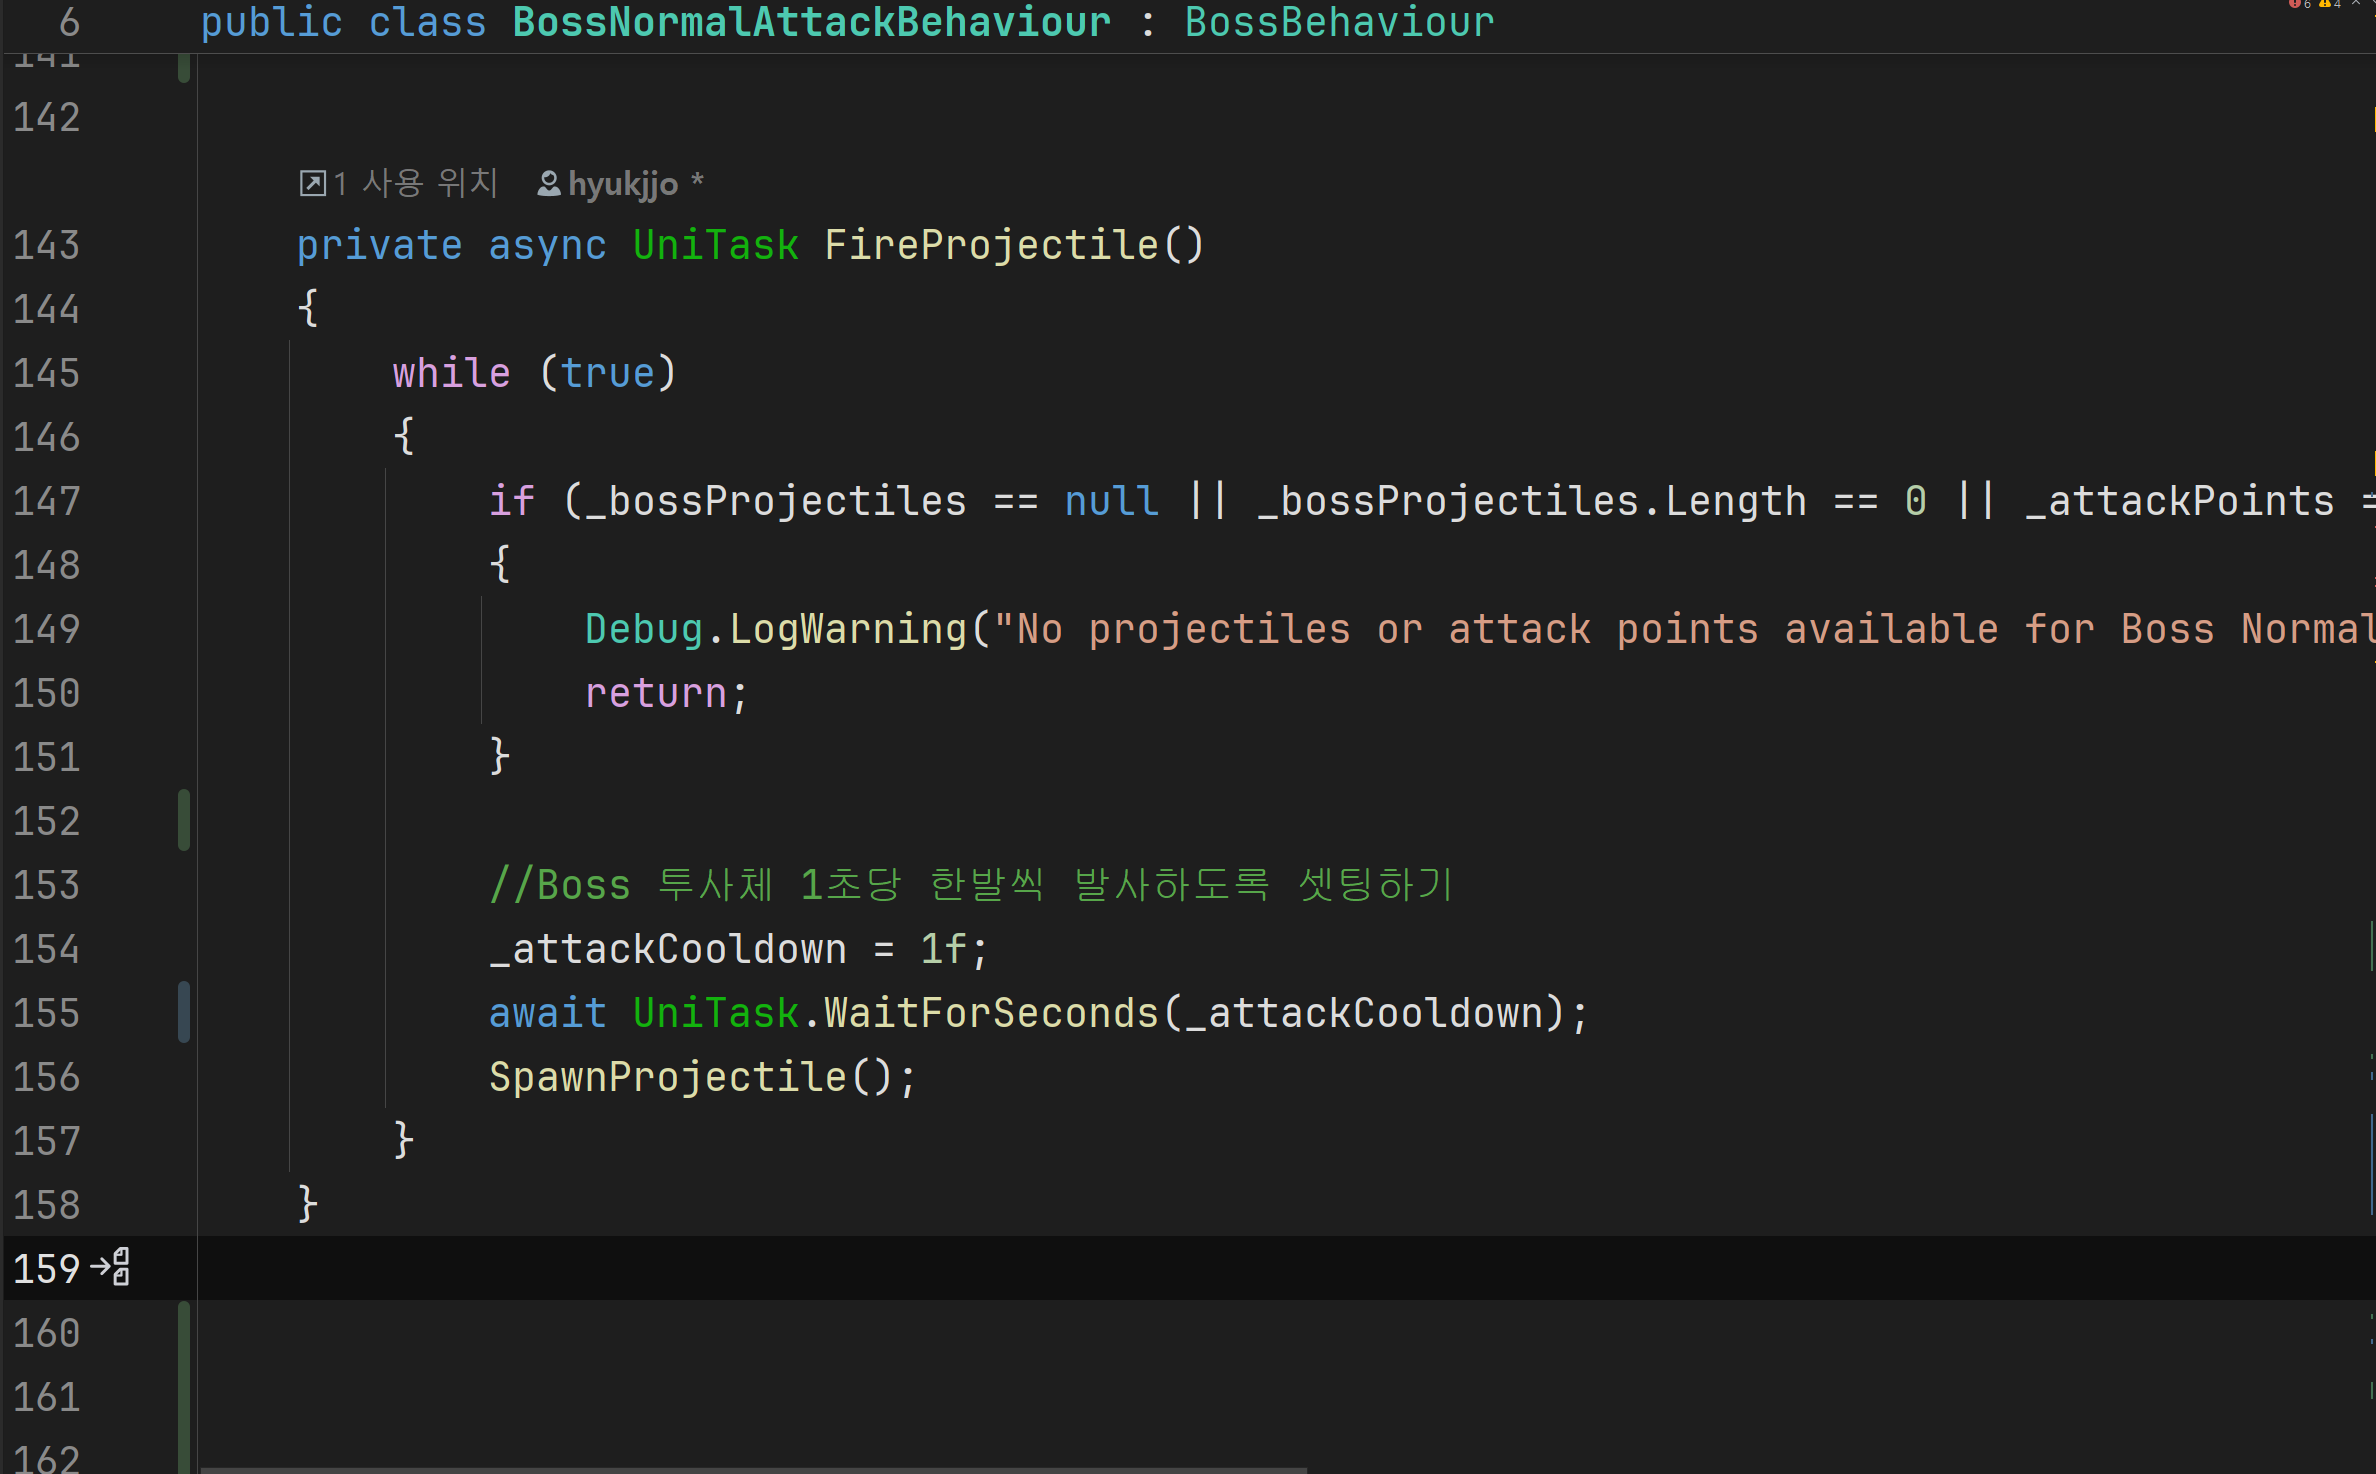 6 public class BossNormalAttackBehaviour : BossBehaviour 6 4
141
142
1 사용 위치 hyukjjo *
143 private async UniTask FireProjectile()
144 {
145 while (true)
146 {
147 if (_bossProjectiles == null || _bossProjectiles.Length == 0 || _attackPoints =
148 {
149 Debug.LogWarning("No projectiles or attack points available for Boss Normal
150 return;
151 }
152
153 //Boss 투사체 1초당 한발씩 발사하도록 셋팅하기
154 _attackCooldown = 1f;
155 await UniTask.WaitForSeconds(_attackCooldown);
156 SpawnProjectile();
157 }
158 }
159
160
161
162